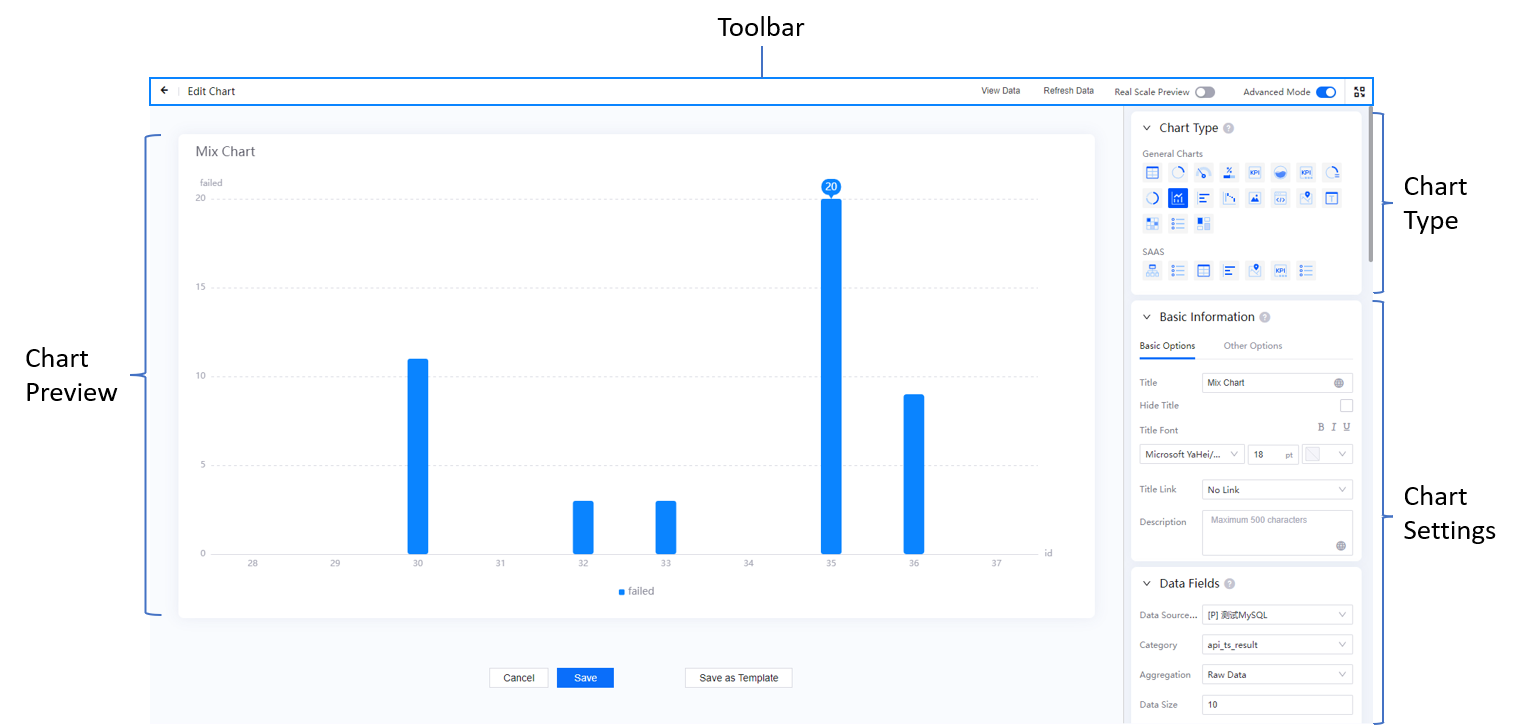 Toolbar
Edit Chart
View Data
Refresh Data
Real Scale Preview
Advanced Mode
Chart
Preview
Mix Chart
failed
20
15
10
5
0
20
28 29 30 31 32 33 34 35 36 37
id
failed
Cancel
Save
Save as Template
Chart Type ?
General Charts
%
KPI
KPI
T
SAAS
KPI
Chart
Type
Basic Information ?
Basic Options
Other Options
Title
Mix Chart
Hide Title
Title Font
B I U
Microsoft YaHei/...
18 pt
Title Link
No Link
Description
Maximum 500 characters
Data Fields ?
Data Source...
[P] 测试MySQL
Category
api_ts_result
Aggregation
Raw Data
Data Size
10
Chart
Settings